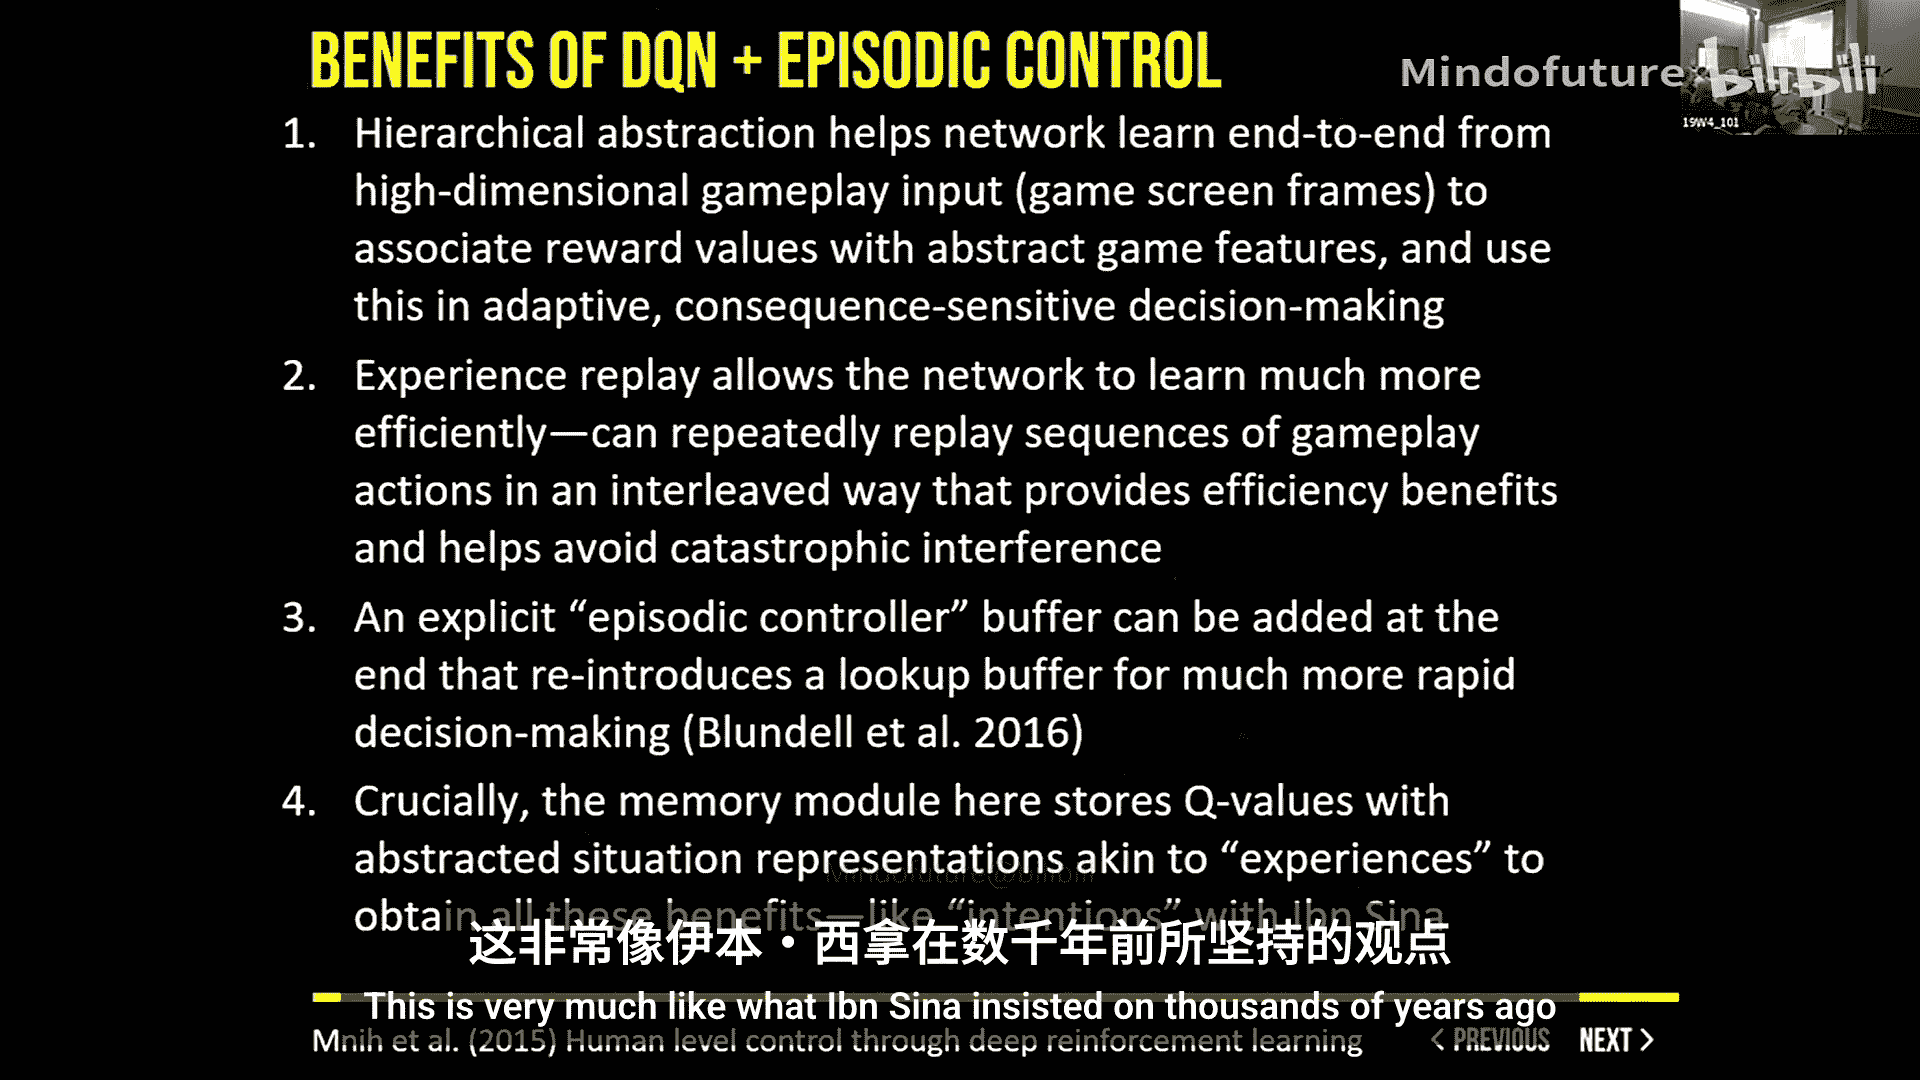 BENEFITS OF DQN + EPISODIC CONTROL
Mindofuture
bilibili
19W4_101
1. Hierarchical abstraction helps network learn end-to-end from
high-dimensional gameplay input (game screen frames) to
associate reward values with abstract game features, and use
this in adaptive, consequence-sensitive decision-making
2. Experience replay allows the network to learn much more
efficiently—can repeatedly replay sequences of gameplay
actions in an interleaved way that provides efficiency benefits
and helps avoid catastrophic interference
3. An explicit “episodic controller” buffer can be added at the
end that re-introduces a lookup buffer for much more rapid
decision-making (Blundell et al. 2016)
4. Crucially, the memory module here stores Q-values with
abstracted situation representations akin to “experiences” to
Mindofuture@bilibili
obtain all these benefits—like “intentions” with Ibn Sina
这非常像伊本·西拿在数千年前所坚持的观点
This is very much like what Ibn Sina insisted on thousands of years ago
Mnih et al. (2015) Human level control through deep reinforcement learning
< PREVIOUS NEXT >